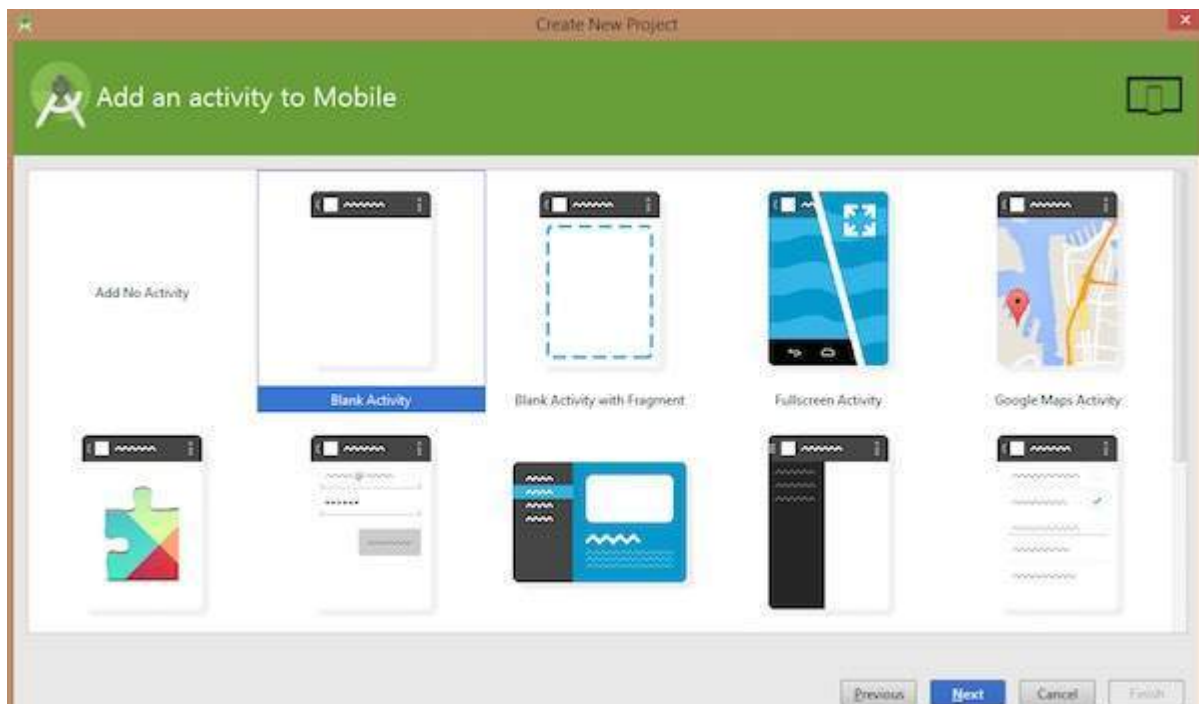 Create New Project
Add an activity to Mobile
Add No Activity
Blank Activity
Blank Activity with Fragment
Fullscreen Activity
Google Maps Activity
Previous
Next
Cancel
Finish